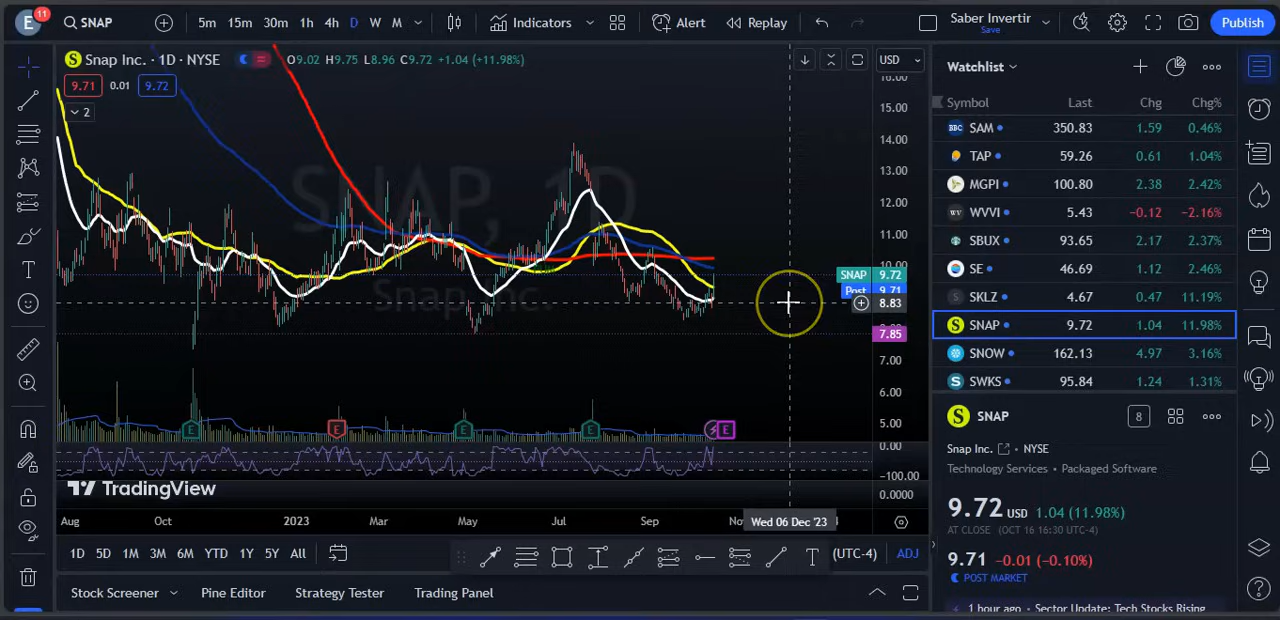 E 11 SNAP 5m 15m 30m 1h 4h D W M Indicators Alert Replay Saber Invertir Save Publish
S Snap Inc. · 1D · NYSE O9.02 H9.75 L8.96 C9.72 +1.04 (+11.98%) USD
9.71 0.01 9.72
2
SNAP, 1D
Snap Inc.
16.00
15.00
14.00
13.00
12.00
11.00
10.00
SNAP 9.72
Post 9.71
8.83
7.85
7.00
6.00
5.00
E E E E E
0.00
−100.00
0.0000
TradingView
Aug Oct 2023 Mar May Jul Sep Wed 06 Dec '23
1D 5D 1M 3M 6M YTD 1Y 5Y All T (UTC-4) ADJ
Stock Screener Pine Editor Strategy Tester Trading Panel
Watchlist
Symbol Last Chg Chg%
BBC SAM 350.83 1.59 0.46%
TAP 59.26 0.61 1.04%
MGPI 100.80 2.38 2.42%
WV WVVI 5.43 −0.12 −2.16%
SBUX 93.65 2.17 2.37%
SE 46.69 1.12 2.46%
S SKLZ 4.67 0.47 11.19%
S SNAP 9.72 1.04 11.98%
SNOW 162.13 4.97 3.16%
S SWKS 95.84 1.24 1.31%
S SNAP 8
Snap Inc. • NYSE
Technology Services • Packaged Software
9.72 USD 1.04 (11.98%)
AT CLOSE (OCT 16 16:30 UTC-4)
9.71 −0.01 (−0.10%)
POST MARKET
1 hour ago • Sector Update: Tech Stocks Rising